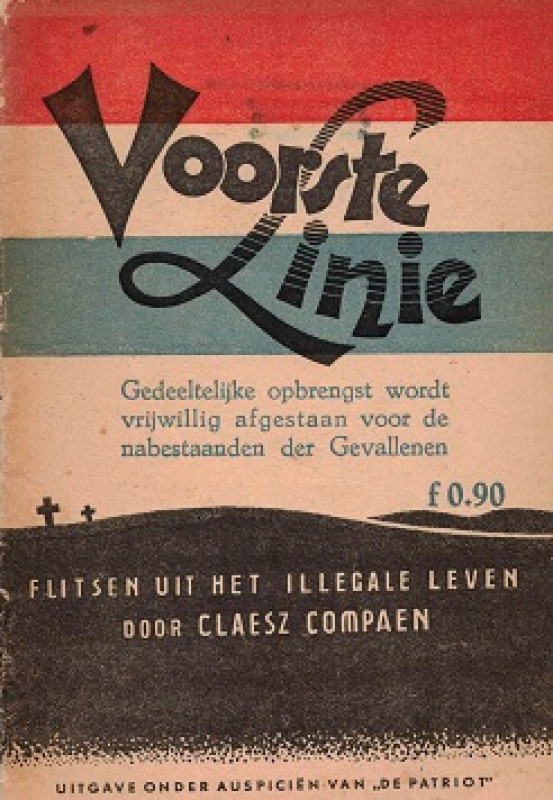 Voorste
Linie
Gedeeltelijke opbrengst wordt
vrijwillig afgestaan voor de
nabestaanden der Gevallenen
f 0.90
FLITSEN UIT HET ILLEGALE LEVEN
DOOR CLAESZ COMPAEN
UITGAVE ONDER AUSPICIËN VAN „DE PATRIOT"